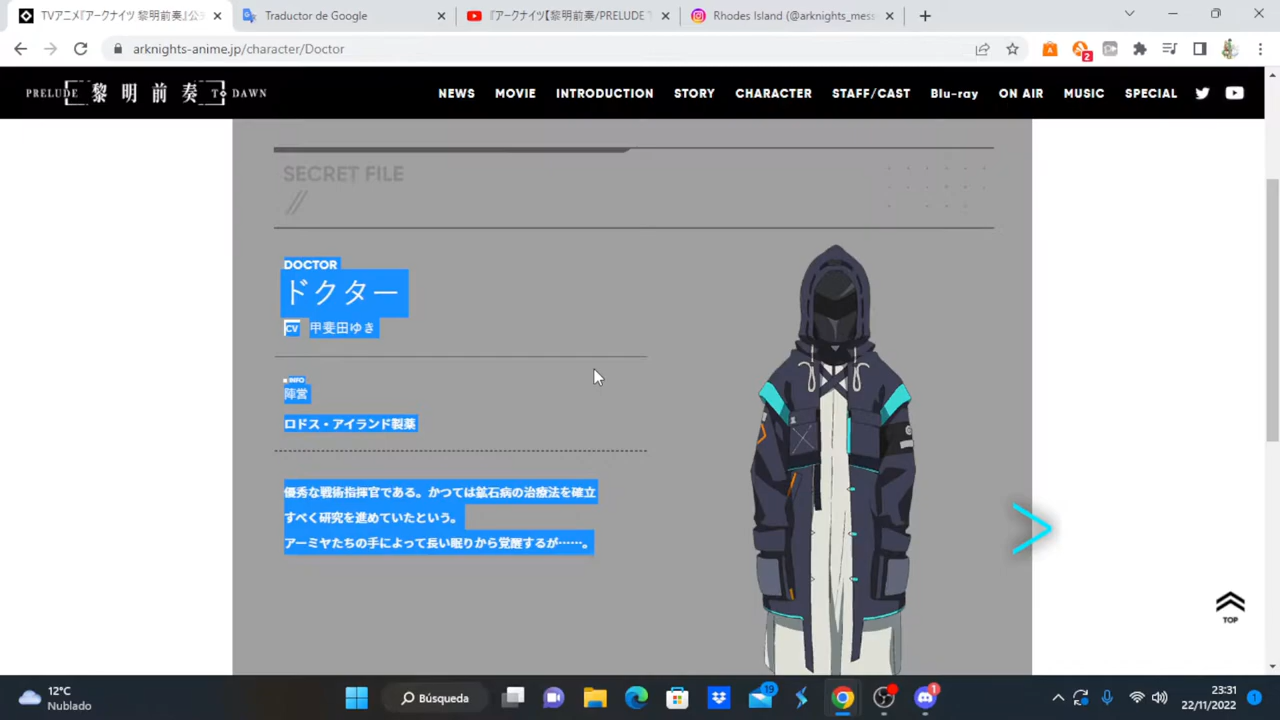 TVアニメ『アークナイツ 黎明前奏』公
Traductor de Google
『アークナイツ【黎明前奏/PRELUDE T
Rhodes Island (@arknights_mess
arknights-anime.jp/character/Doctor
2
PRELUDE 黎明前奏 TO DAWN
NEWS MOVIE INTRODUCTION STORY CHARACTER STAFF/CAST Blu-ray ON AIR MUSIC SPECIAL
SECRET FILE
//
DOCTOR
ドクター
CV 甲斐田ゆき
INFO
陣営
ロドス・アイランド製薬
優秀な戦術指揮官である。かつては鉱石病の治療法を確立
すべく研究を進めていたという。
アーミヤたちの手によって長い眠りから覚醒するが……。
TOP
12°C
Nublado
Búsqueda
19
1
23:31
22/11/2022
1